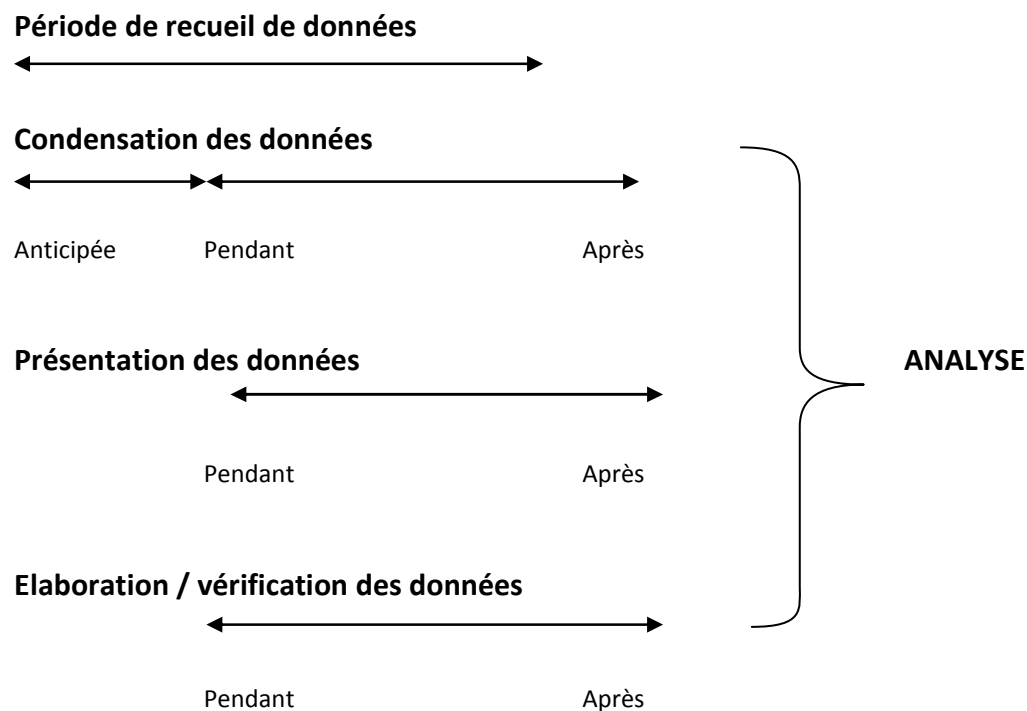 Période de recueil de données
Condensation des données
Anticipée Pendant Après
Présentation des données
ANALYSE
Pendant Après
Elaboration / vérification des données
Pendant Après